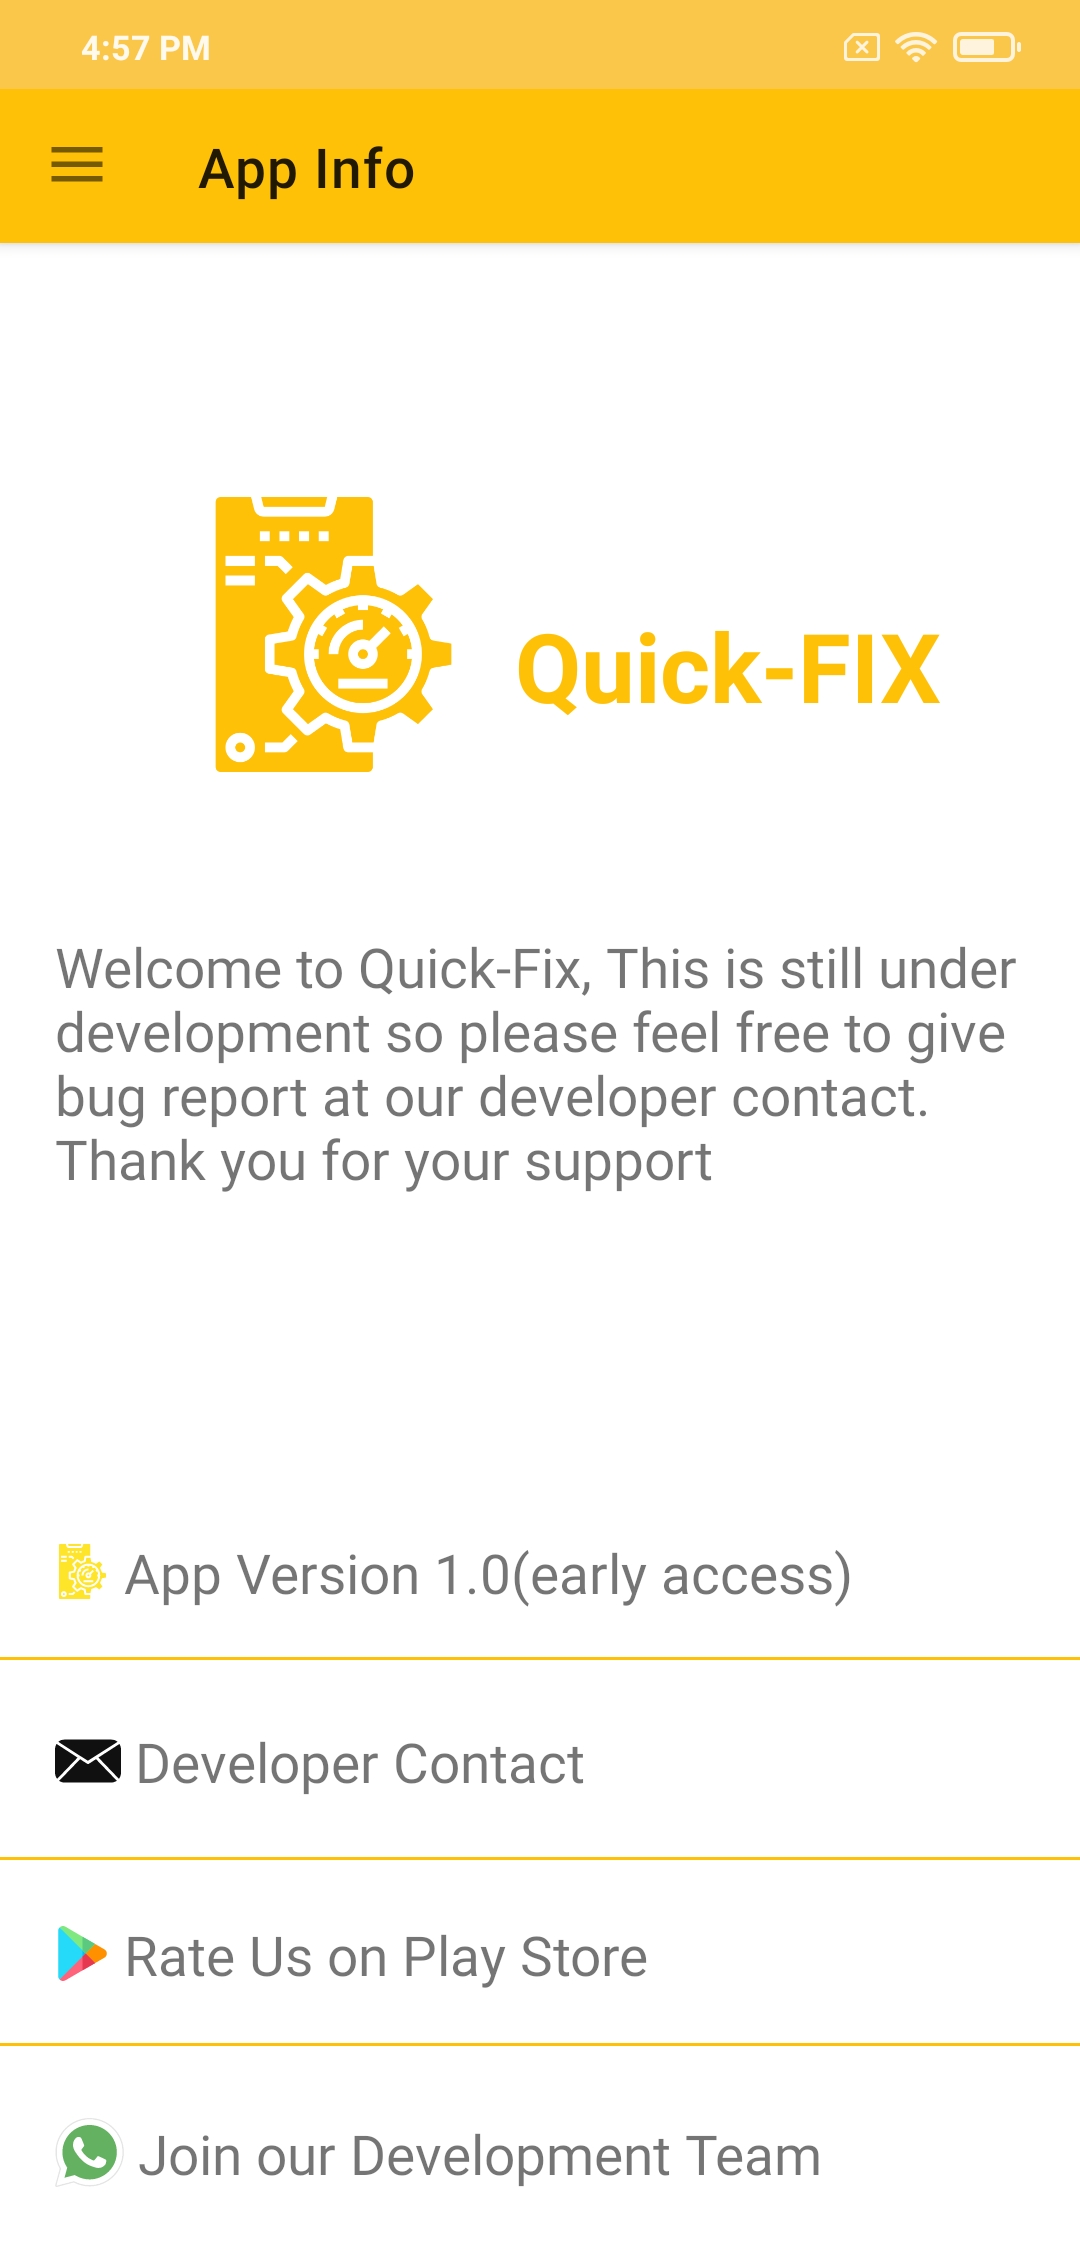 4:57 PM
App Info
Quick-FIX
Welcome to Quick-Fix, This is still under
development so please feel free to give
bug report at our developer contact.
Thank you for your support
App Version 1.0(early access)
Developer Contact
Rate Us on Play Store
Join our Development Team